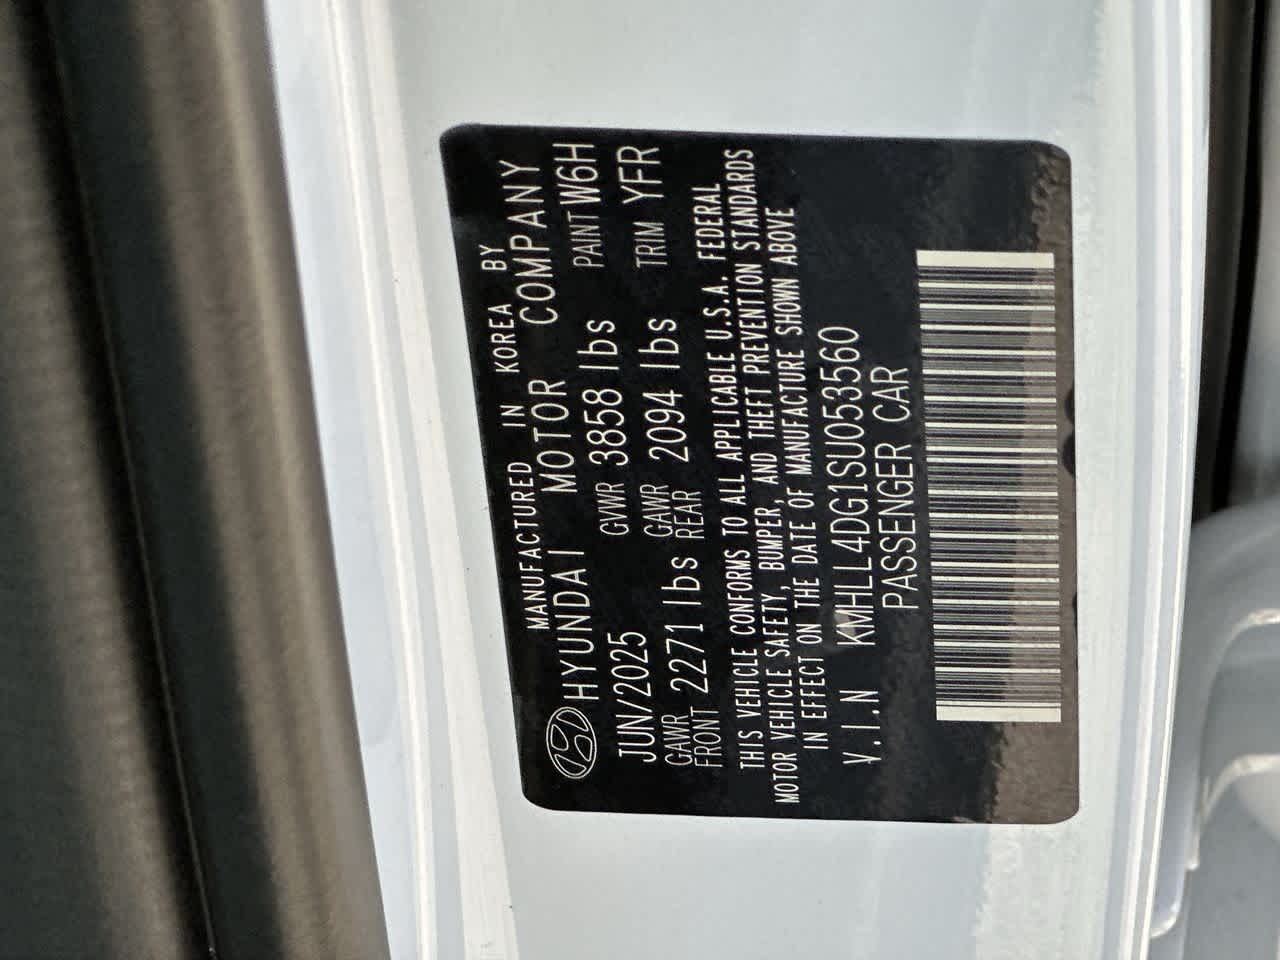 MANUFACTURED IN KOREA BY
HYUNDAI MOTOR COMPANY
JUN/2025 GVWR 3858 lbs PAINT W6H
GAWR FRONT 2271 lbs GAWR REAR 2094 lbs TRIM YFR
THIS VEHICLE CONFORMS TO ALL APPLICABLE U.S.A. FEDERAL
MOTOR VEHICLE SAFETY, BUMPER, AND THEFT PREVENTION STANDARDS
IN EFFECT ON THE DATE OF MANUFACTURE SHOWN ABOVE
V.I.N KMHLL4DG1SU053560
PASSENGER CAR